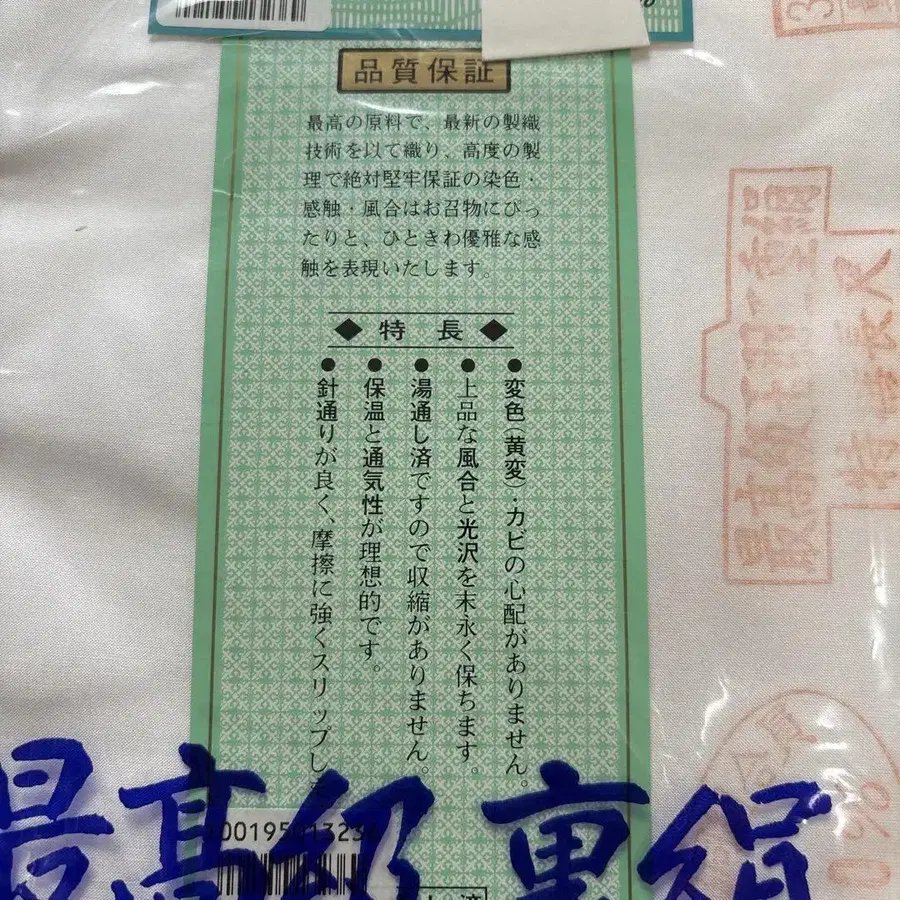 品質保証
最高の原料で、最新の製織
技術を以て織り、高度の製
理で絶対堅牢保証の染色・
感触・風合はお召物にぴっ
たりと、ひときわ優雅な感
触を表現いたします。
◆ 特 長 ◆
●変色(黄変)・カビの心配がありません。
●上品な風合と光沢を末永く保ちます。
●湯通し済ですので収縮がありません。
●保温と通気性が理想的です。
●針通りが良く、摩擦に強くスリップし
最高級 裏絹